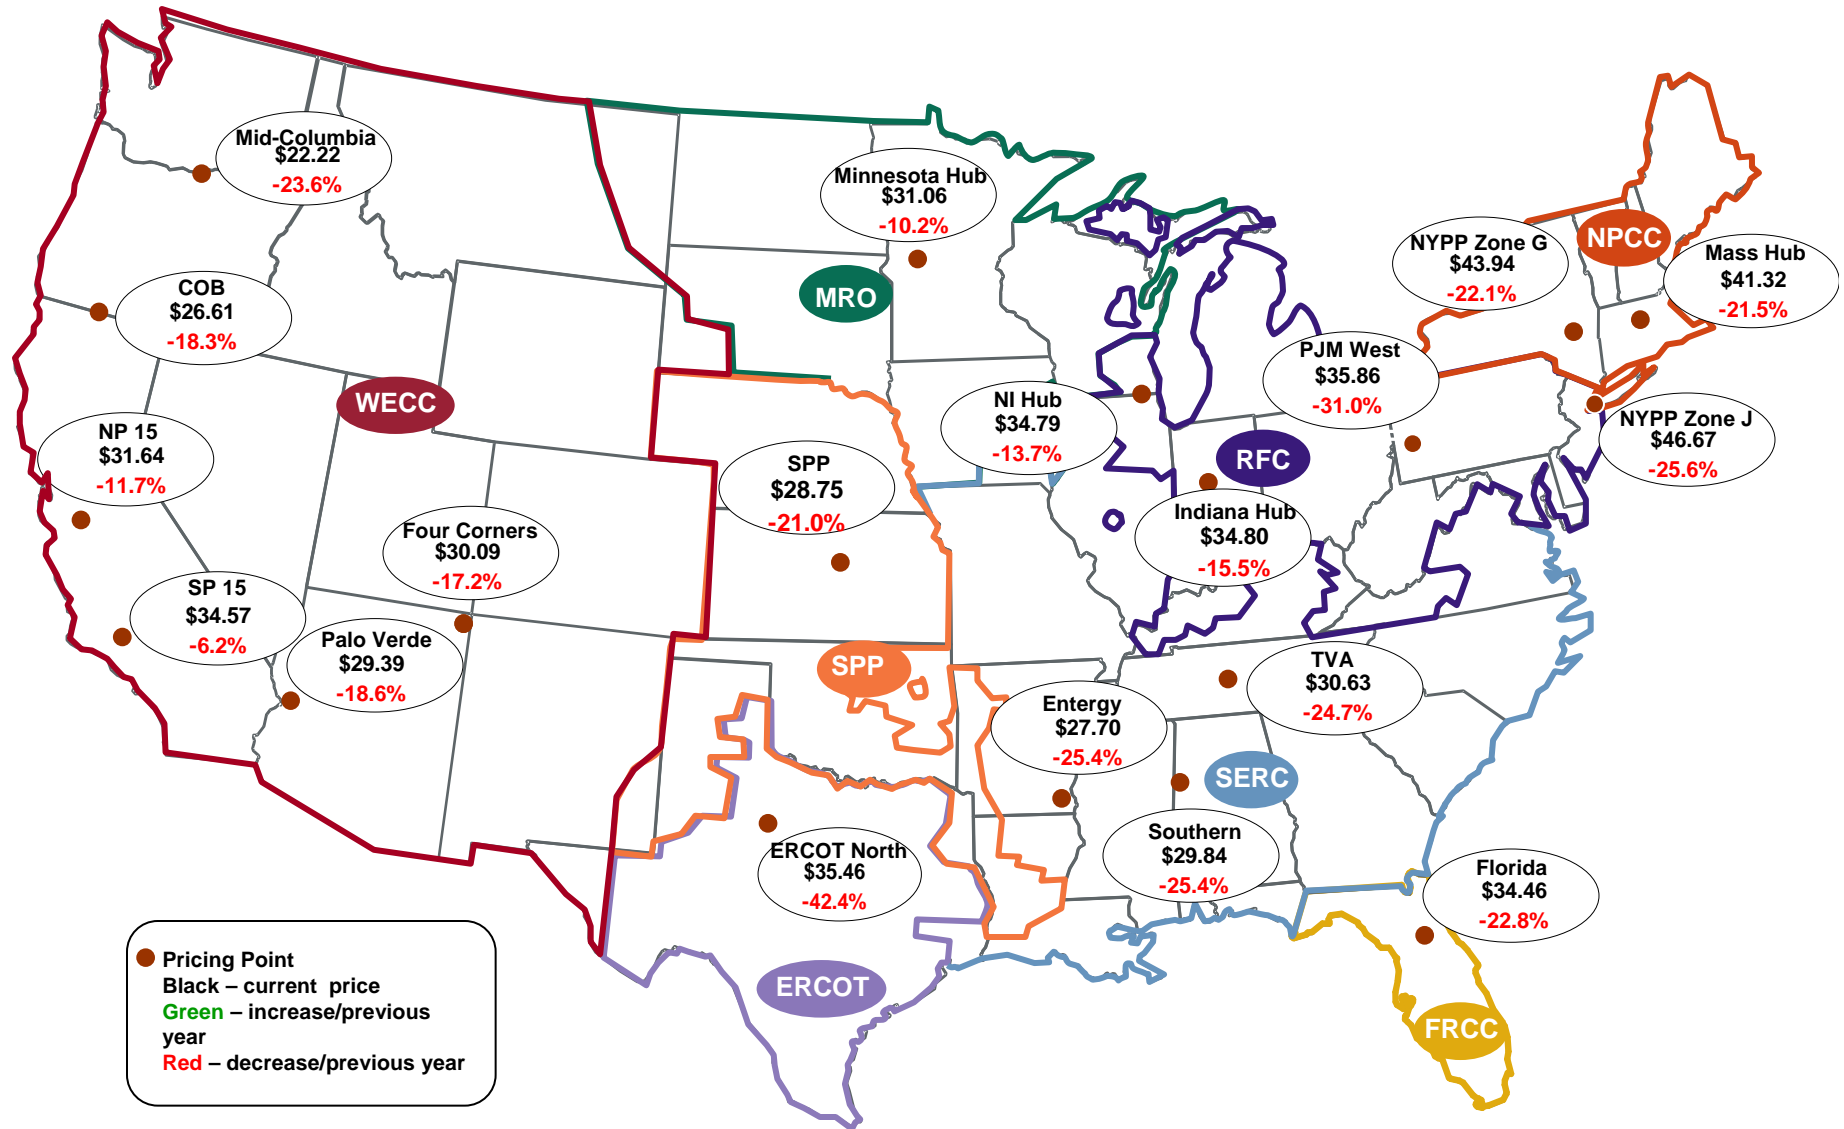 Mid-Columbia
$22.22
-23.6%
Minnesota Hub
$31.06
-10.2%
NYPP Zone G
$43.94
-22.1%
NPCC
Mass Hub
$41.32
-21.5%
COB
$26.61
-18.3%
MRO
PJM West
$35.86
-31.0%
WECC
NI Hub
$34.79
-13.7%
NYPP Zone J
$46.67
-25.6%
NP 15
$31.64
-11.7%
SPP
$28.75
-21.0%
RFC
Four Corners
$30.09
-17.2%
Indiana Hub
$34.80
-15.5%
SP 15
$34.57
-6.2%
Palo Verde
$29.39
-18.6%
SPP
TVA
$30.63
-24.7%
Entergy
$27.70
-25.4%
SERC
ERCOT North
$35.46
-42.4%
Southern
$29.84
-25.4%
Florida
$34.46
-22.8%
ERCOT
FRCC
Pricing Point
Black – current price
Green – increase/previous
year
Red – decrease/previous year